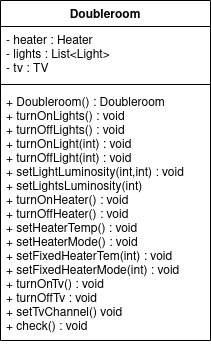 Doubleroom
- heater : Heater
- lights : List<Light>
- tv : TV
+ Doubleroom() : Doubleroom
+ turnOnLights() : void
+ turnOffLights() : void
+ turnOnLight(int) : void
+ turnOffLight(int) : void
+ setLightLuminosity(int,int) : void
+ setLightsLuminosity(int)
+ turnOnHeater() : void
+ turnOffHeater() : void
+ setHeaterTemp() : void
+ setHeaterMode() : void
+ setFixedHeaterTem(int) : void
+ setFixedHeaterMode(int) : void
+ turnOnTv() : void
+ turnOffTv : void
+ setTvChannel() void
+ check() : void